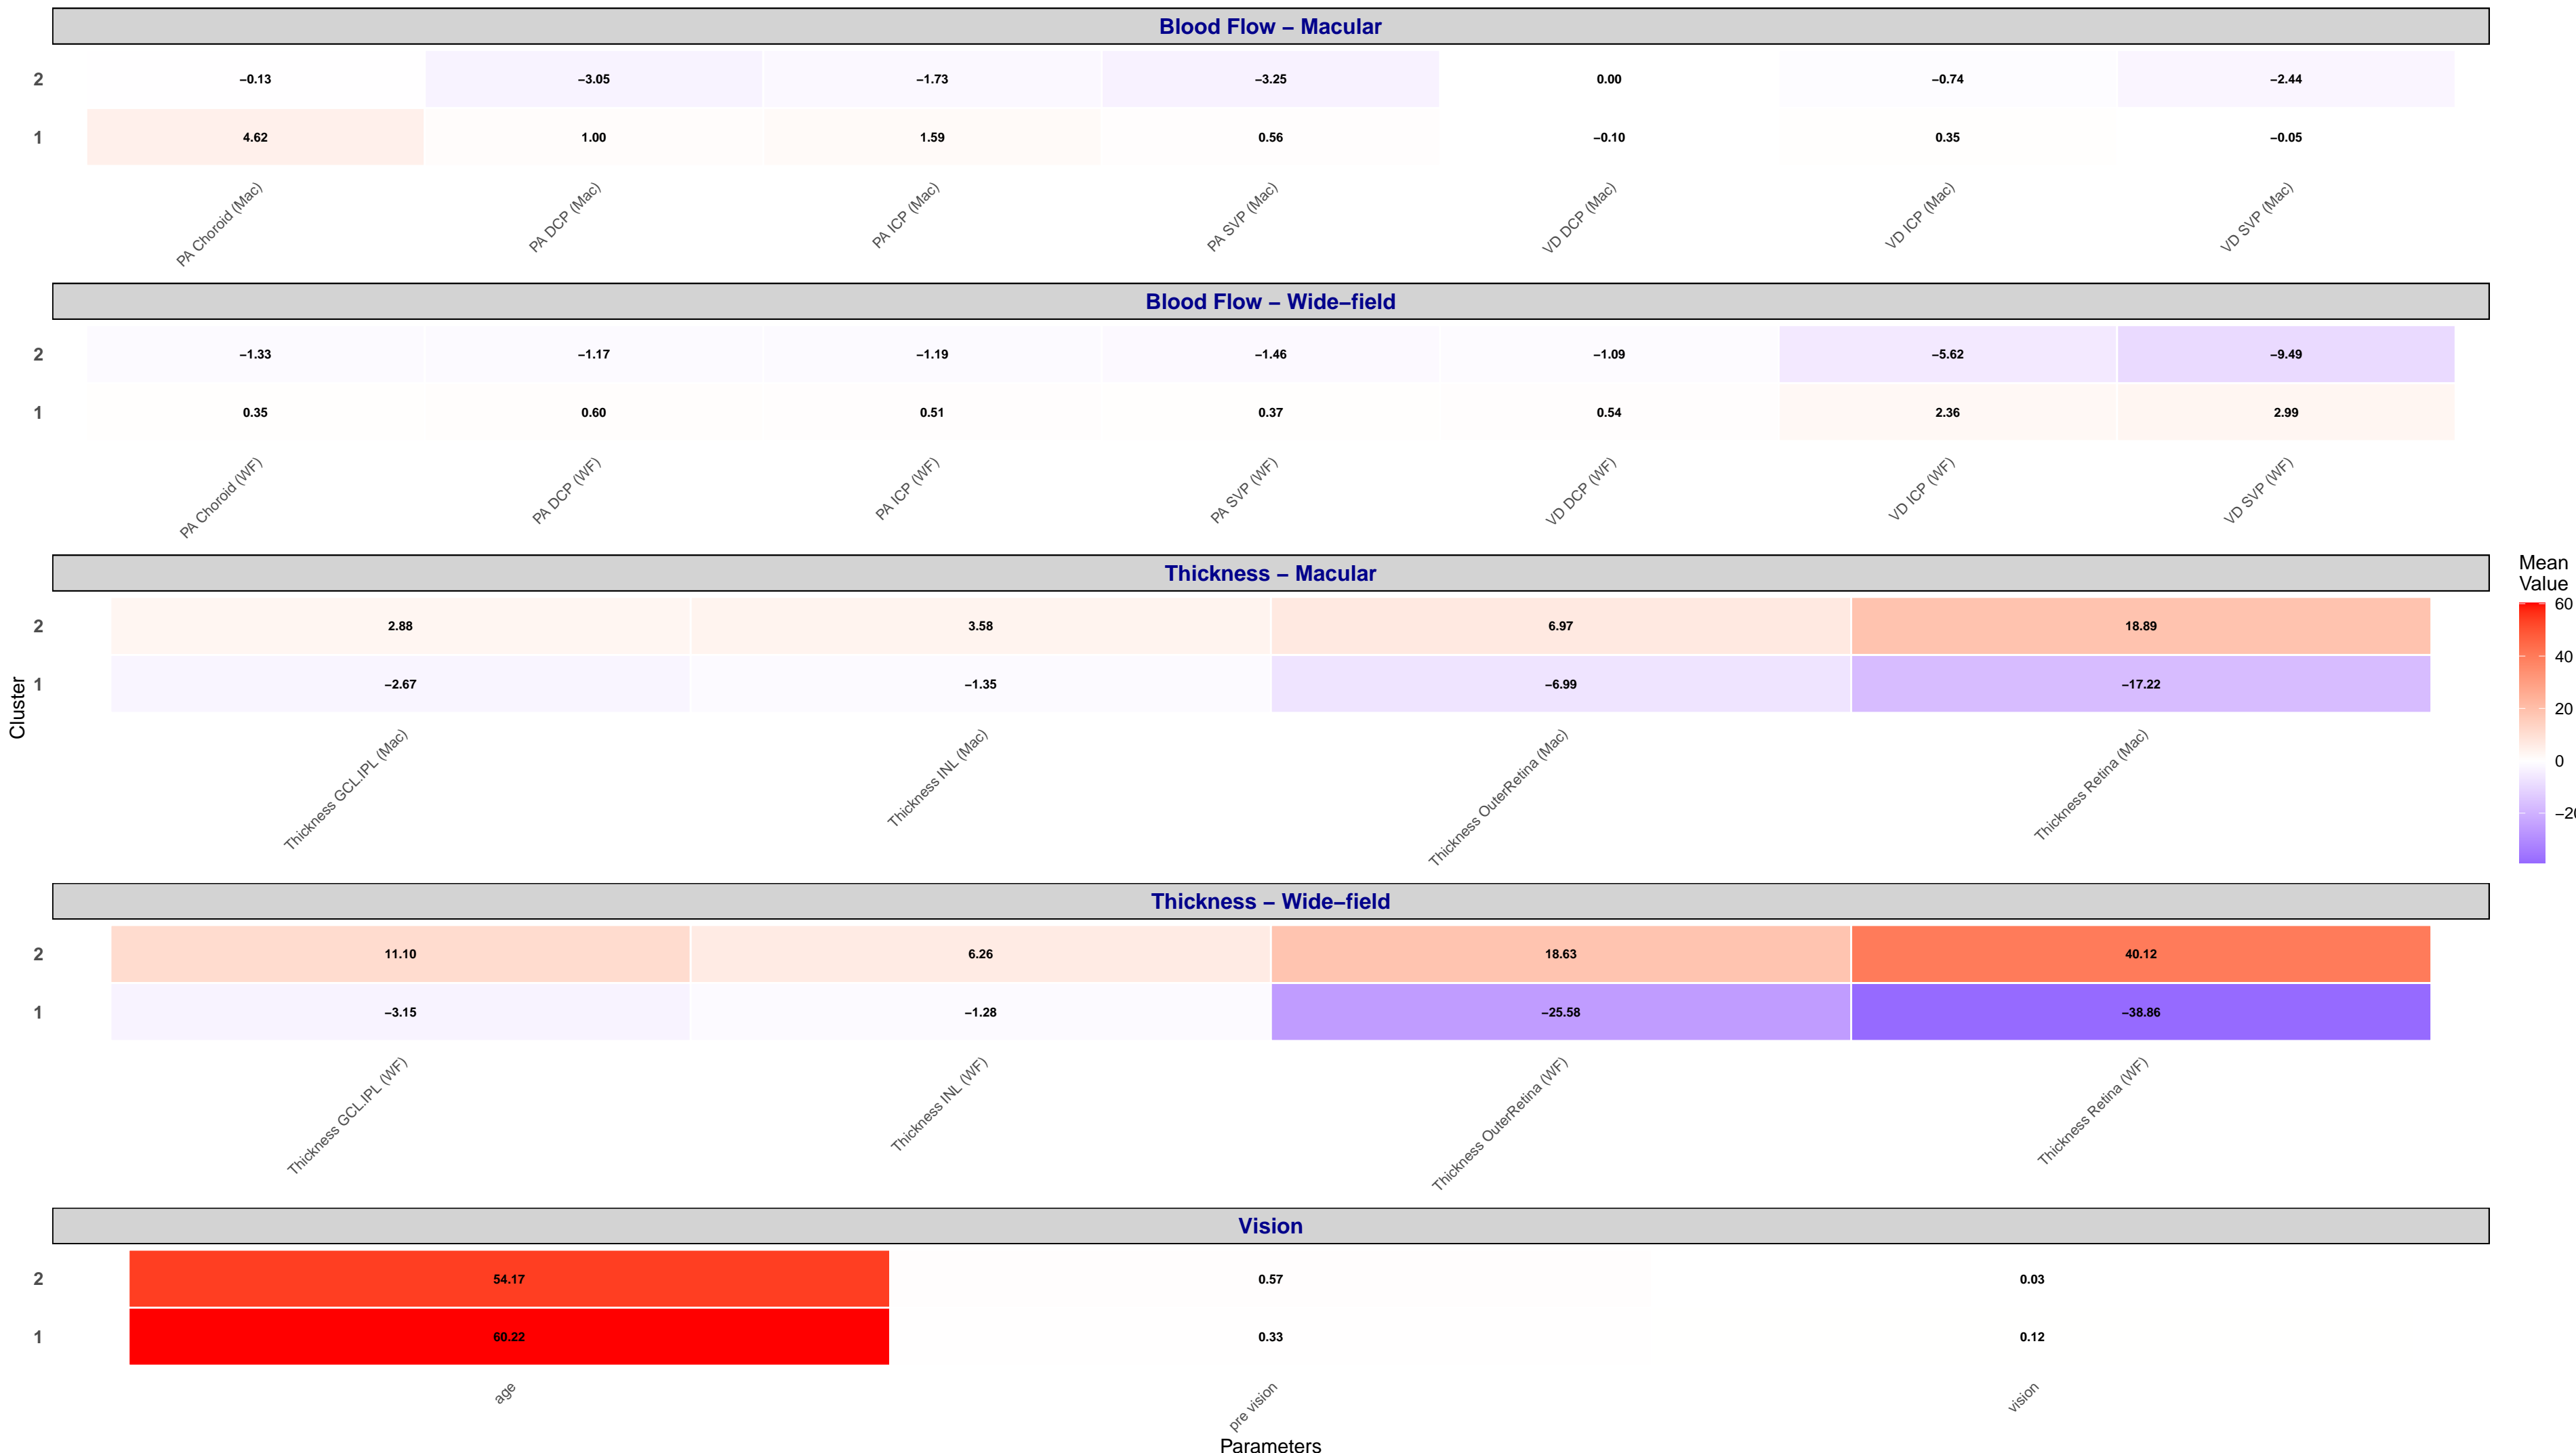 Blood Flow – Macular
2
−0.13 −3.05 −1.73 −3.25 0.00 −0.74 −2.44
1
4.62 1.00 1.59 0.56 −0.10 0.35 −0.05
PA Choroid (Mac) PA DCP (Mac) PA ICP (Mac) PA SVP (Mac) VD DCP (Mac) VD ICP (Mac) VD SVP (Mac)
Blood Flow – Wide–field
2
−1.33 −1.17 −1.19 −1.46 −1.09 −5.62 −9.49
1
0.35 0.60 0.51 0.37 0.54 2.36 2.99
PA Choroid (WF) PA DCP (WF) PA ICP (WF) PA SVP (WF) VD DCP (WF) VD ICP (WF) VD SVP (WF)
Thickness – Macular
2
2.88 3.58 6.97 18.89
1
−2.67 −1.35 −6.99 −17.22
Thickness GCL.IPL (Mac) Thickness INL (Mac) Thickness OuterRetina (Mac) Thickness Retina (Mac)
Thickness – Wide–field
2
11.10 6.26 18.63 40.12
1
−3.15 −1.28 −25.58 −38.86
Thickness GCL.IPL (WF) Thickness INL (WF) Thickness OuterRetina (WF) Thickness Retina (WF)
Vision
2
54.17 0.57 0.03
1
60.22 0.33 0.12
age pre vision vision
Parameters
Cluster
Mean
Value
60
40
20
0